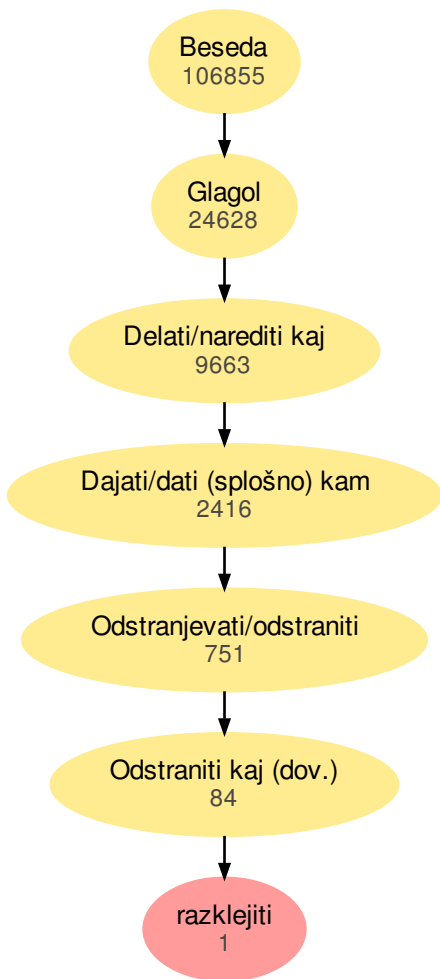 Beseda
106855
Glagol
24628
Delati/narediti kaj
9663
Dajati/dati (splošno) kam
2416
Odstranjevati/odstraniti
751
Odstraniti kaj (dov.)
84
razklejiti
1